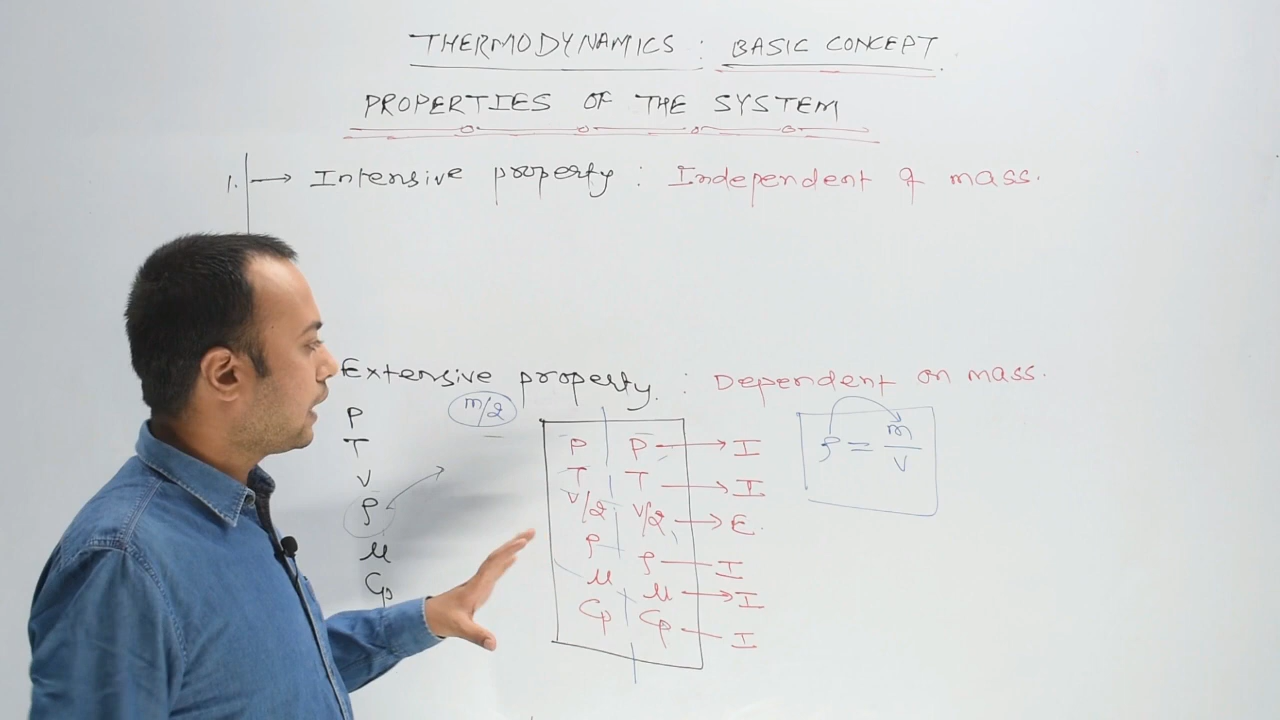 THERMODYNAMICS : BASIC CONCEPT.
PROPERTIES OF THE SYSTEM
1. → Intensive property : Independent of mass.
Extensive property. : Dependent on mass.
P
T
V
ρ
μ
Cp
m/2
P P → I
T T → I
V/2 V/2 → E.
ρ ρ — I
μ μ → I
Cp Cp — I
ρ = m/V